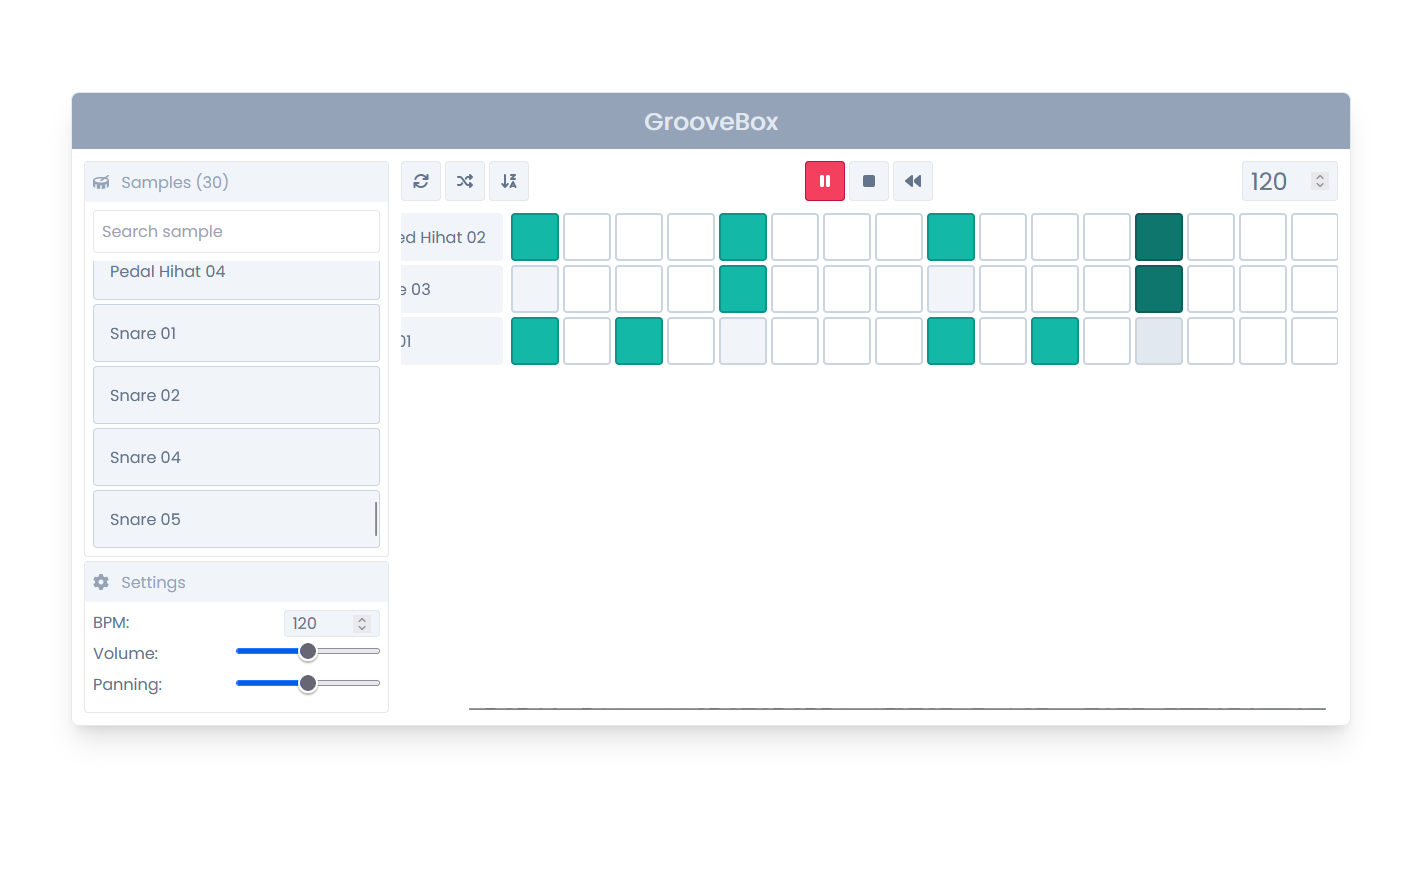 GrooveBox
Samples (30)
Search sample
Pedal Hihat 04
Snare 01
Snare 02
Snare 04
Snare 05
Settings
BPM:
120
Volume:
Panning:
120
ed Hihat 02
e 03
01